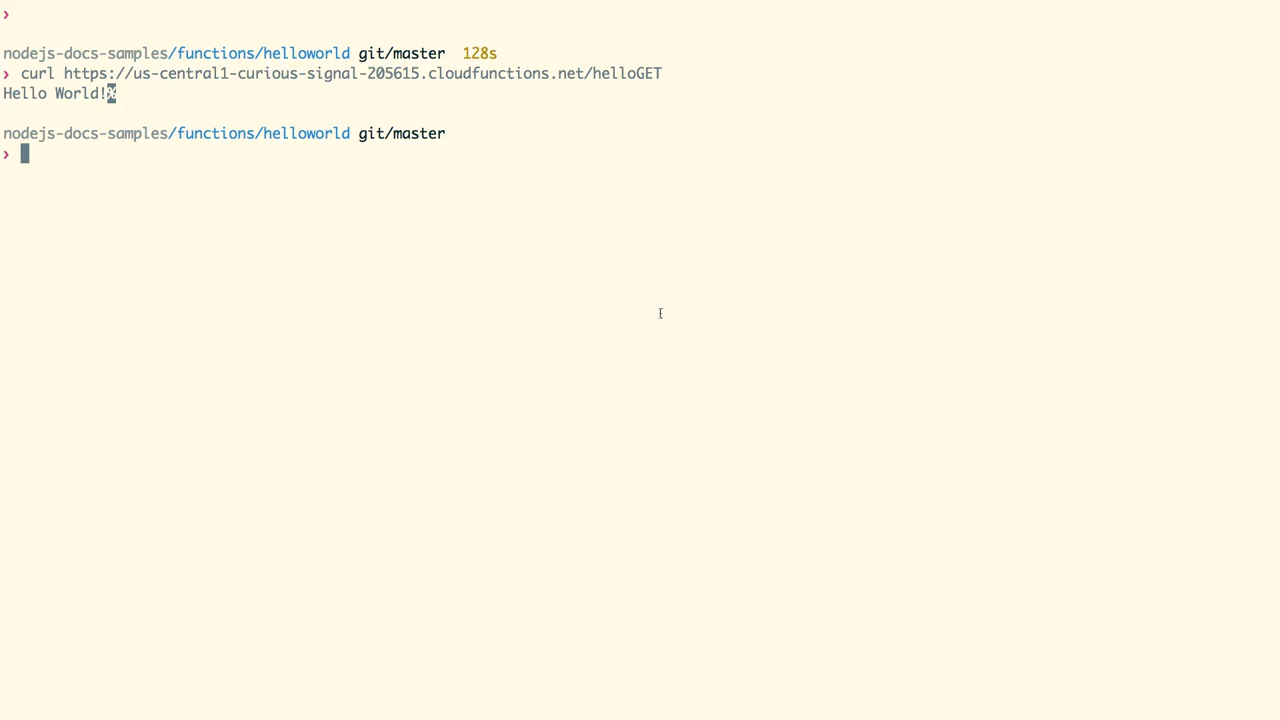 ❯
nodejs-docs-samples/functions/helloworld git/master  128s
❯ curl https://us-central1-curious-signal-205615.cloudfunctions.net/helloGET
Hello World!%
nodejs-docs-samples/functions/helloworld git/master
❯